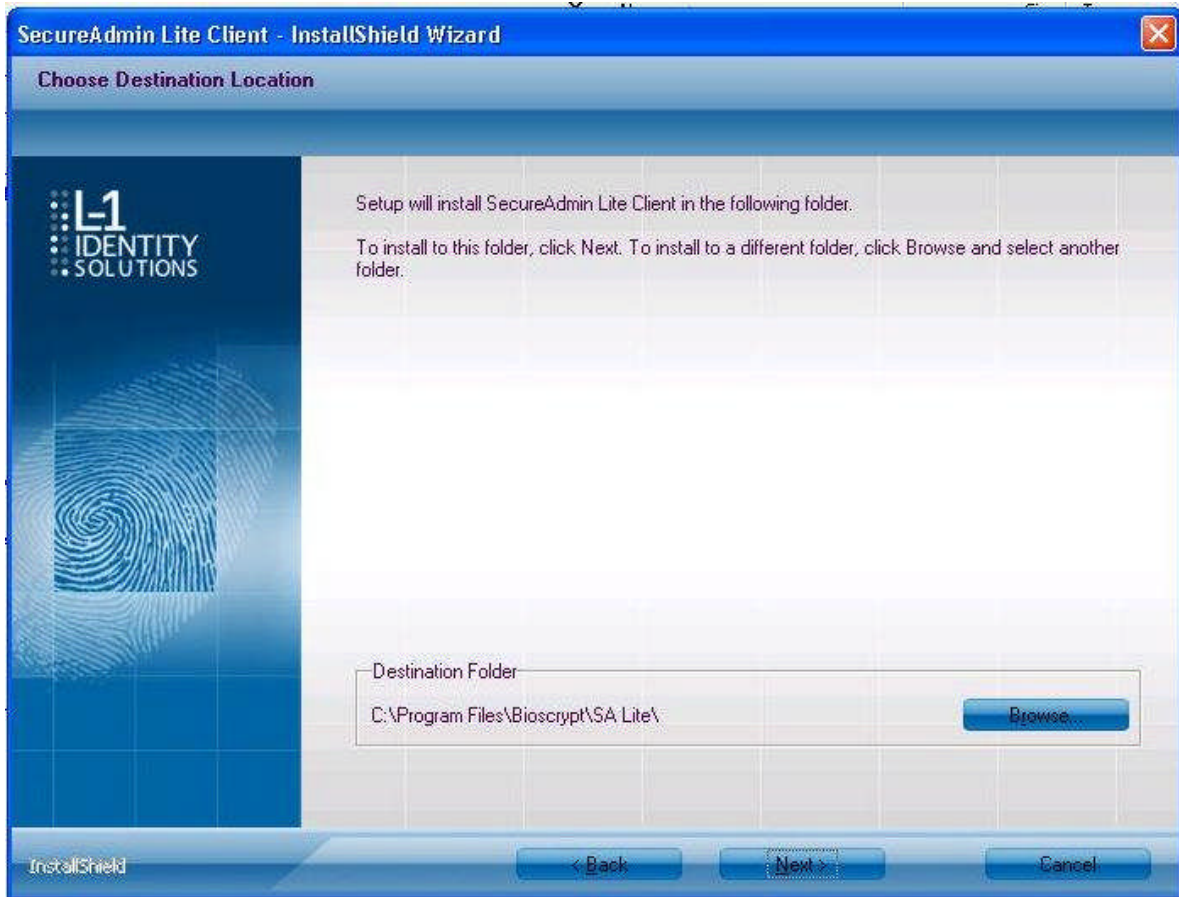 SecureAdmin Lite Client - InstallShield Wizard
Choose Destination Location
L-1
IDENTITY
SOLUTIONS
Setup will install SecureAdmin Lite Client in the following folder.
To install to this folder, click Next. To install to a different folder, click Browse and select another
folder.
Destination Folder
C:\Program Files\Bioscrypt\SA Lite\
Browse...
InstallShield
< Back
Next >
Cancel